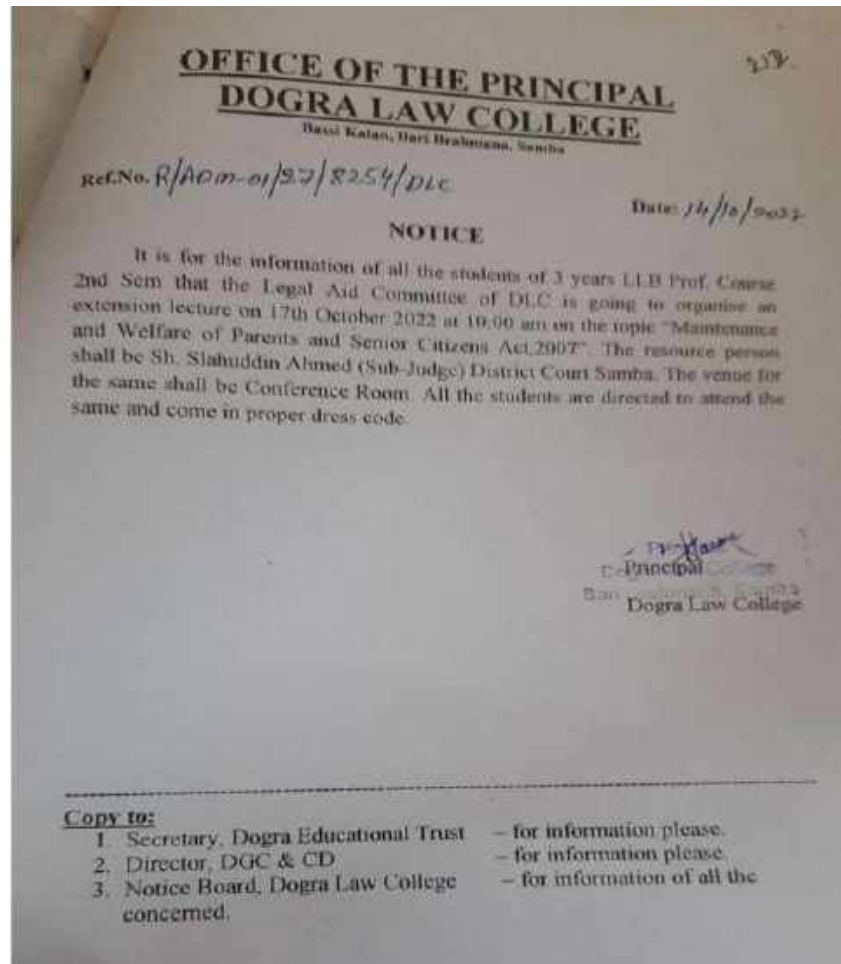 OFFICE OF THE PRINCIPAL
DOGRA LAW COLLEGE
Bassi Kalan, Bari Brahmana, Samba
Ref.No. R/ADM-01/27/8254/DLC
Date: 14/10/2022
NOTICE
It is for the information of all the students of 3 years LLB Prof. Course
2nd Sem that the Legal Aid Committee of DLC is going to organise an
extension lecture on 17th October 2022 at 10:00 am on the topic "Maintenance
and Welfare of Parents and Senior Citizens Act,2007". The resource person
shall be Sh. Slahuddin Ahmed (Sub-Judge) District Court Samba. The venue for
the same shall be Conference Room. All the students are directed to attend the
same and come in proper dress code.
Principal
Dogra Law College
Copy to:
1. Secretary, Dogra Educational Trust – for information please.
2. Director, DGC & CD – for information please.
3. Notice Board, Dogra Law College – for information of all the
concerned.